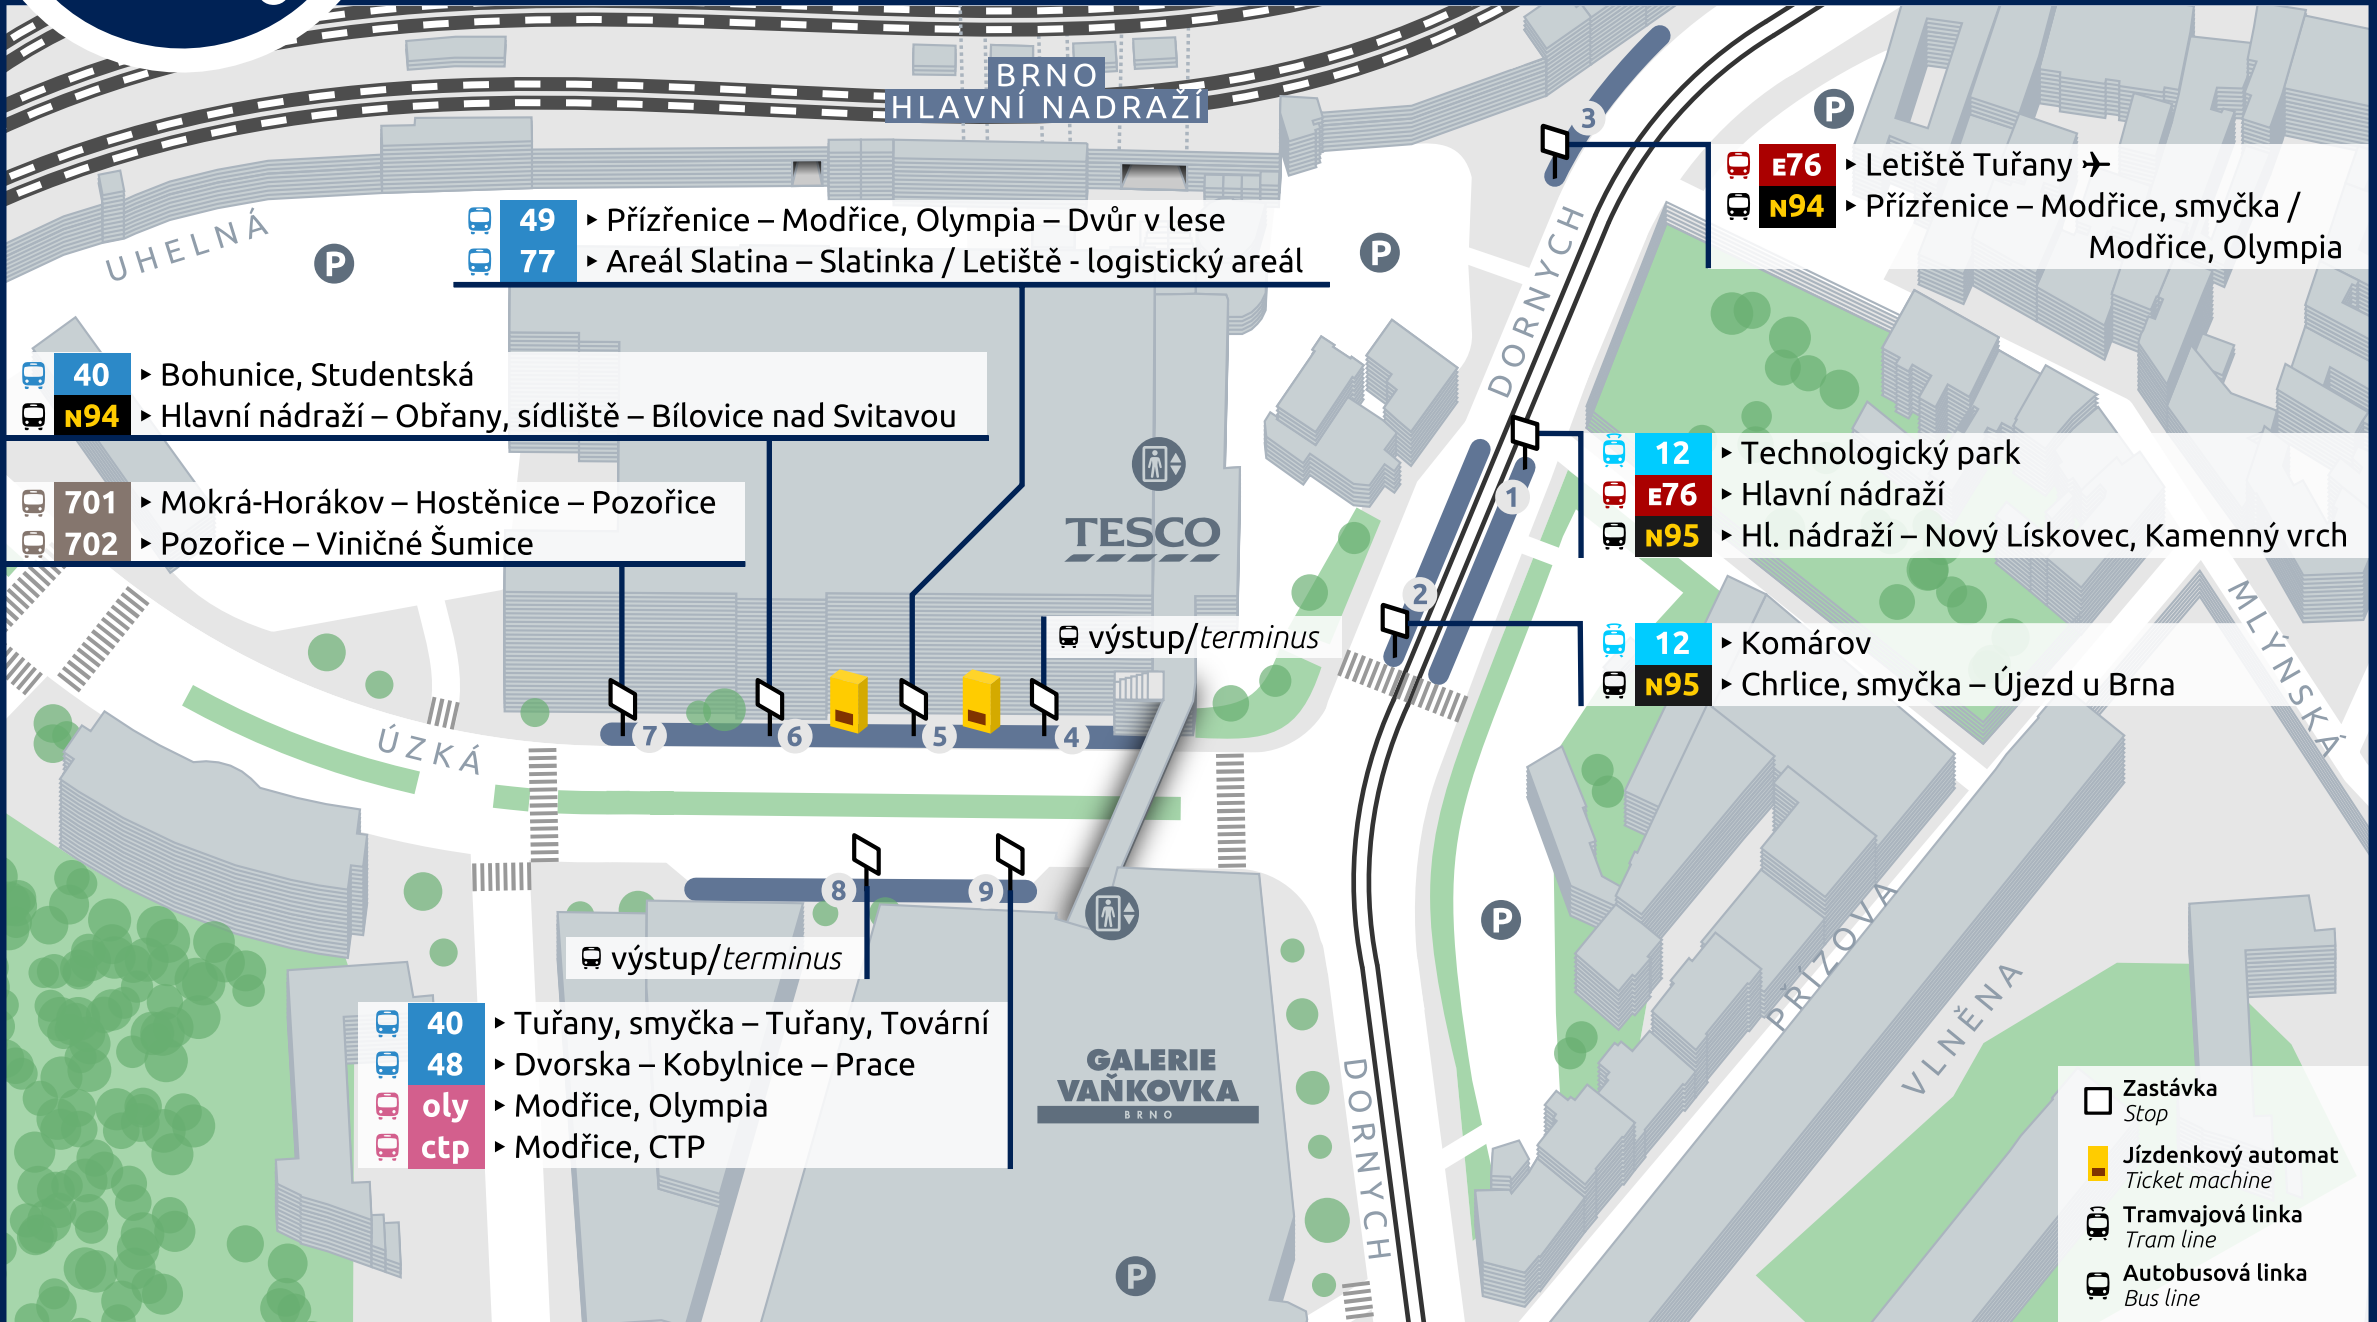 BRNO
HLAVNÍ NADRAŽÍ
P
3
E76 ▸ Letiště Tuřany ✈
N94 ▸ Přízřenice – Modřice, smyčka /
Modřice, Olympia
UHELNÁ
P
49 ▸ Přízřenice – Modřice, Olympia – Dvůr v lese
77 ▸ Areál Slatina – Slatinka / Letiště - logistický areál
P
DORNYCH
40 ▸ Bohunice, Studentská
N94 ▸ Hlavní nádraží – Obřany, sídliště – Bílovice nad Svitavou
701 ▸ Mokrá-Horákov – Hostěnice – Pozořice
702 ▸ Pozořice – Viničné Šumice
TESCO
1
12 ▸ Technologický park
E76 ▸ Hlavní nádraží
N95 ▸ Hl. nádraží – Nový Lískovec, Kamenný vrch
2
12 ▸ Komárov
N95 ▸ Chrlice, smyčka – Újezd u Brna
MLÝNSKÁ
výstup/terminus
7
6
5
4
ÚZKÁ
8
9
výstup/terminus
P
PŘÍZOVA
VLNĚNA
40 ▸ Tuřany, smyčka – Tuřany, Tovární
48 ▸ Dvorska – Kobylnice – Prace
oly ▸ Modřice, Olympia
ctp ▸ Modřice, CTP
GALERIE
VAŇKOVKA
BRNO
DORNYCH
P
Zastávka
Stop
Jízdenkový automat
Ticket machine
Tramvajová linka
Tram line
Autobusová linka
Bus line